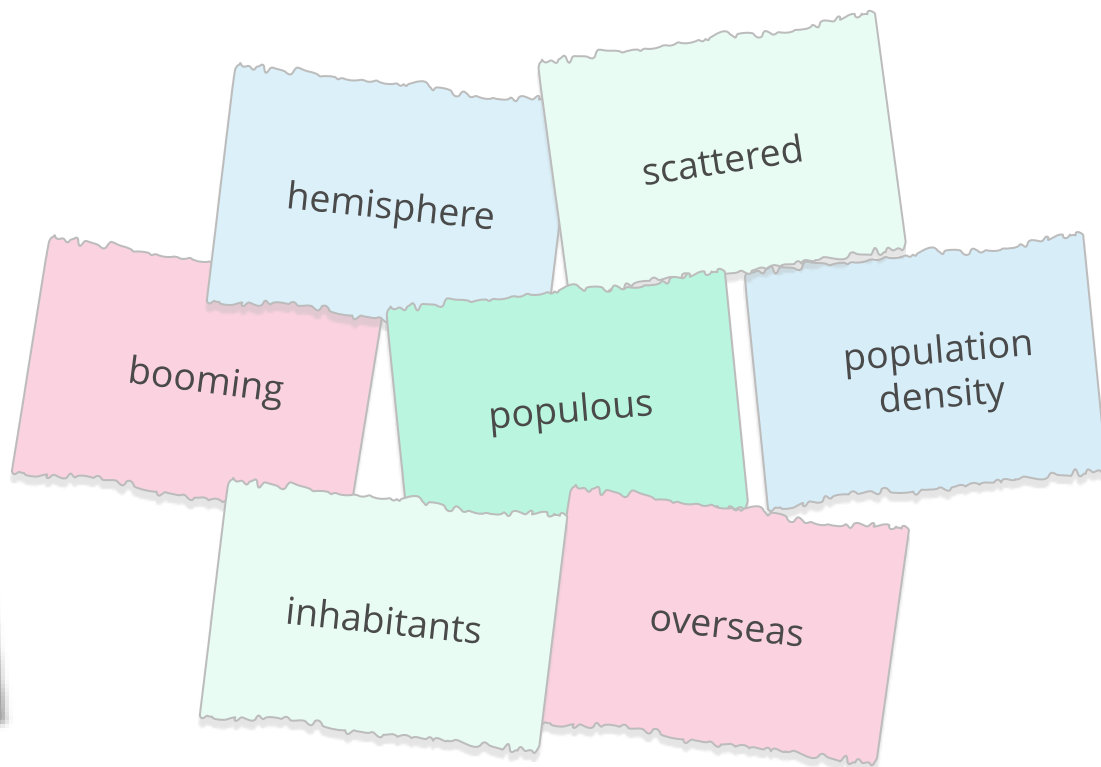 hemisphere
scattered
booming
populous
population
density
inhabitants
overseas